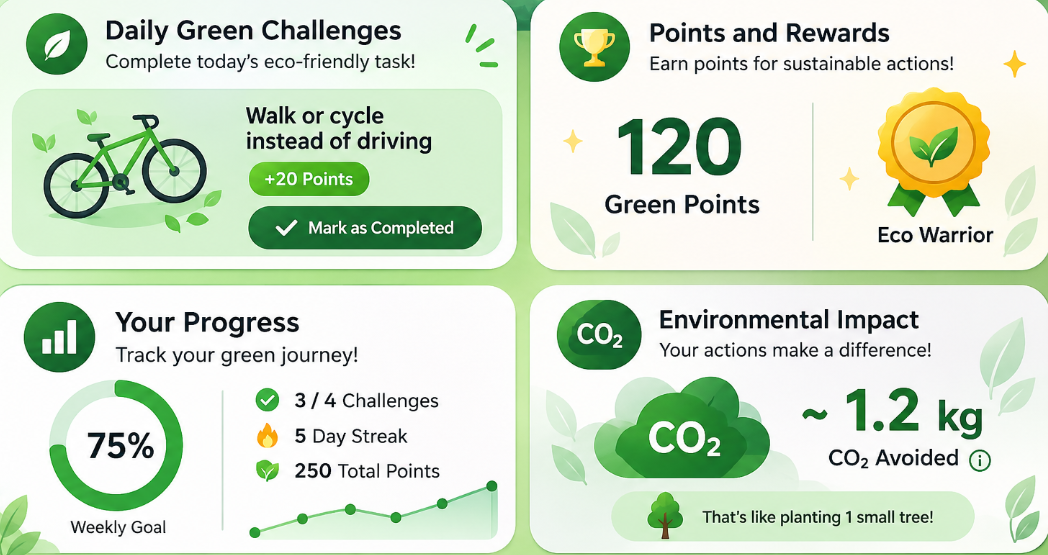 Daily Green Challenges
Complete today's eco-friendly task!
Walk or cycle
instead of driving
+20 Points
Mark as Completed
Points and Rewards
Earn points for sustainable actions!
120
Green Points
Eco Warrior
Your Progress
Track your green journey!
75%
Weekly Goal
3 / 4 Challenges
5 Day Streak
250 Total Points
CO₂
Environmental Impact
Your actions make a difference!
CO₂
~ 1.2 kg
CO₂ Avoided i
That's like planting 1 small tree!